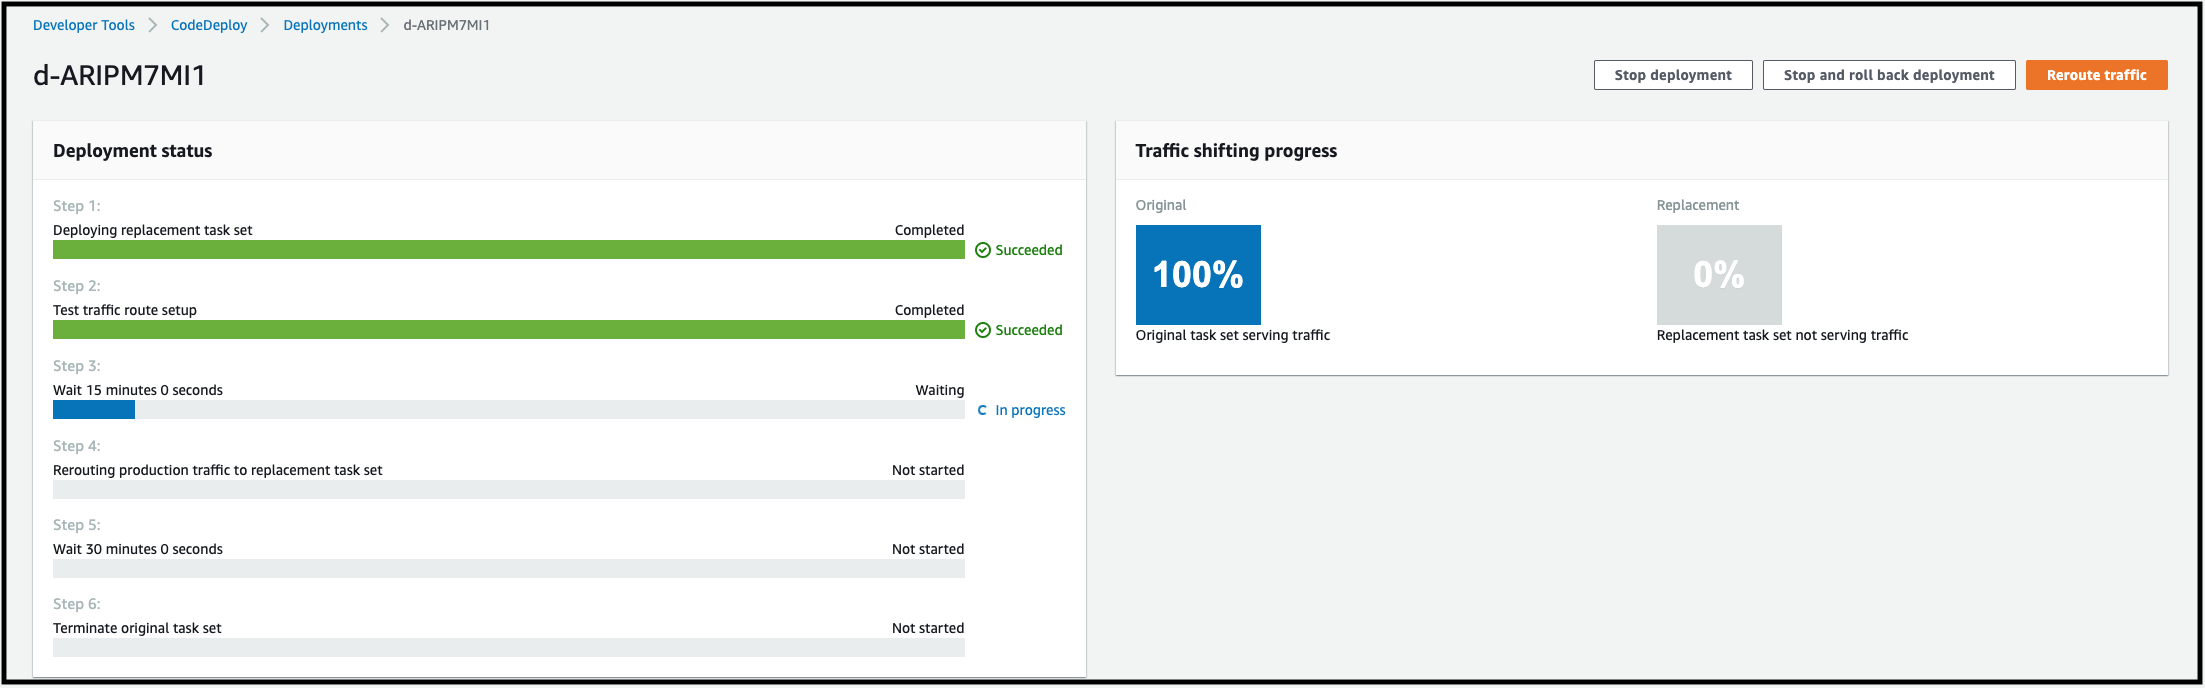 Developer Tools > CodeDeploy > Deployments > d-ARIPM7MI1
d-ARIPM7MI1
Stop deployment
Stop and roll back deployment
Reroute traffic
Deployment status
Step 1:
Deploying replacement task set Completed
Succeeded
Step 2:
Test traffic route setup Completed
Succeeded
Step 3:
Wait 15 minutes 0 seconds Waiting
In progress
Step 4:
Rerouting production traffic to replacement task set Not started
Step 5:
Wait 30 minutes 0 seconds Not started
Step 6:
Terminate original task set Not started
Traffic shifting progress
Original
100%
Original task set serving traffic
Replacement
0%
Replacement task set not serving traffic